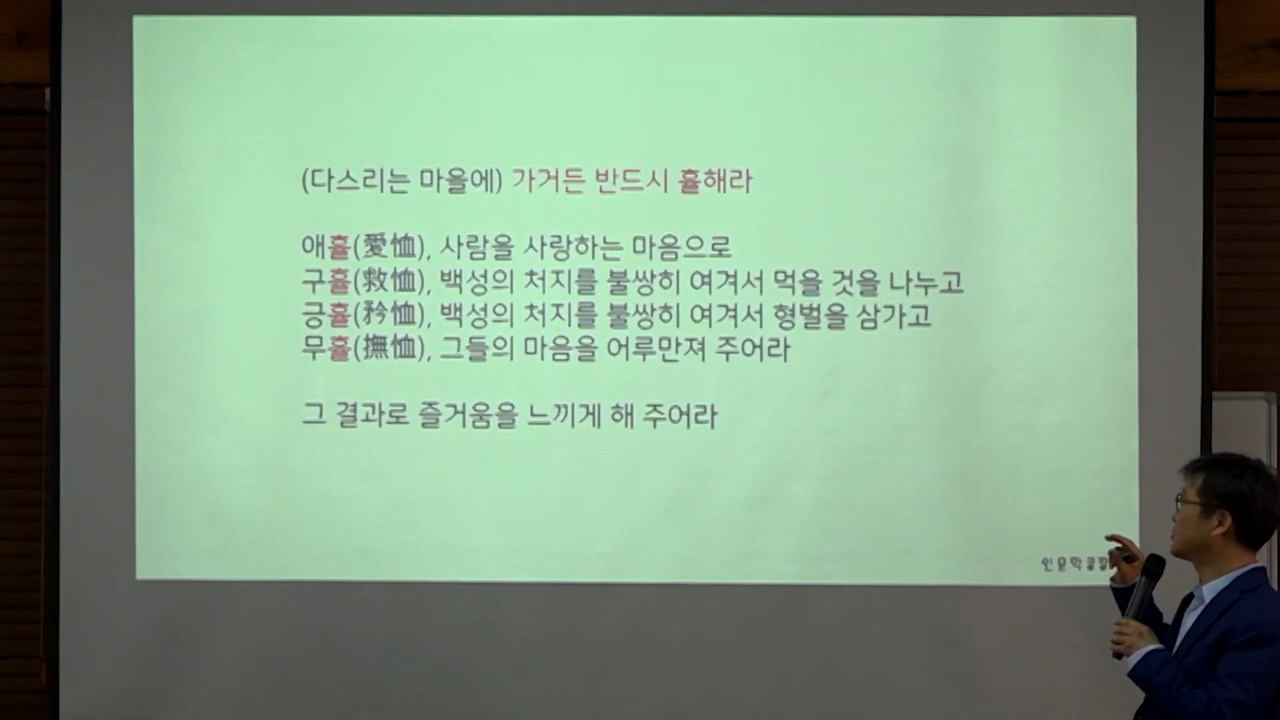 (다스리는 마을에) 가거든 반드시 휼해라
애휼(愛恤), 사람을 사랑하는 마음으로
구휼(救恤), 백성의 처지를 불쌍히 여겨서 먹을 것을 나누고
긍휼(矜恤), 백성의 처지를 불쌍히 여겨서 형벌을 삼가고
무휼(撫恤), 그들의 마음을 어루만져 주어라
그 결과로 즐거움을 느끼게 해 주어라